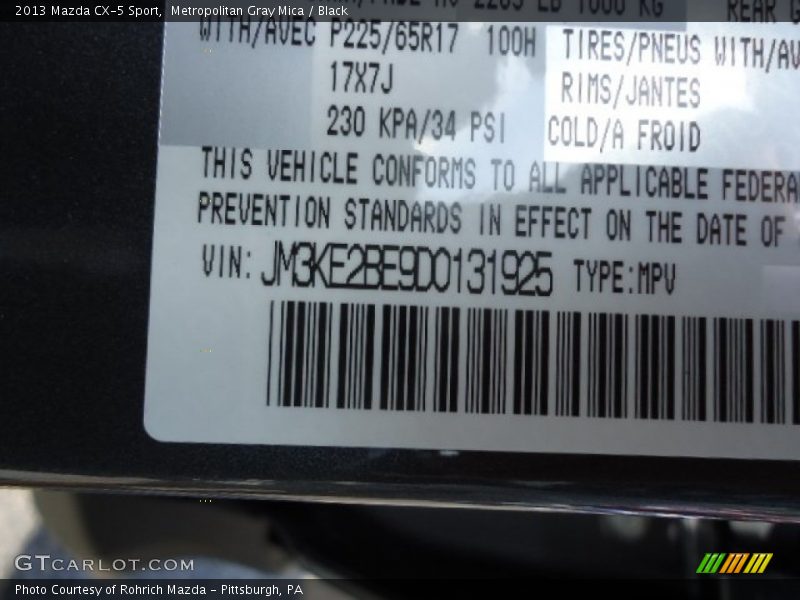 2013 Mazda CX-5 Sport, Metropolitan Gray Mica / Black
WITH/AVEC P225/65R17 100H TIRES/PNEUS WITH/AV
17X7J RIMS/JANTES
230 KPA/34 PSI COLD/A FROID
THIS VEHICLE CONFORMS TO ALL APPLICABLE FEDERA
PREVENTION STANDARDS IN EFFECT ON THE DATE OF
VIN: JM3KE2BE9D0131925 TYPE:MPV
GTCARLOT.COM
Photo Courtesy of Rohrich Mazda - Pittsburgh, PA